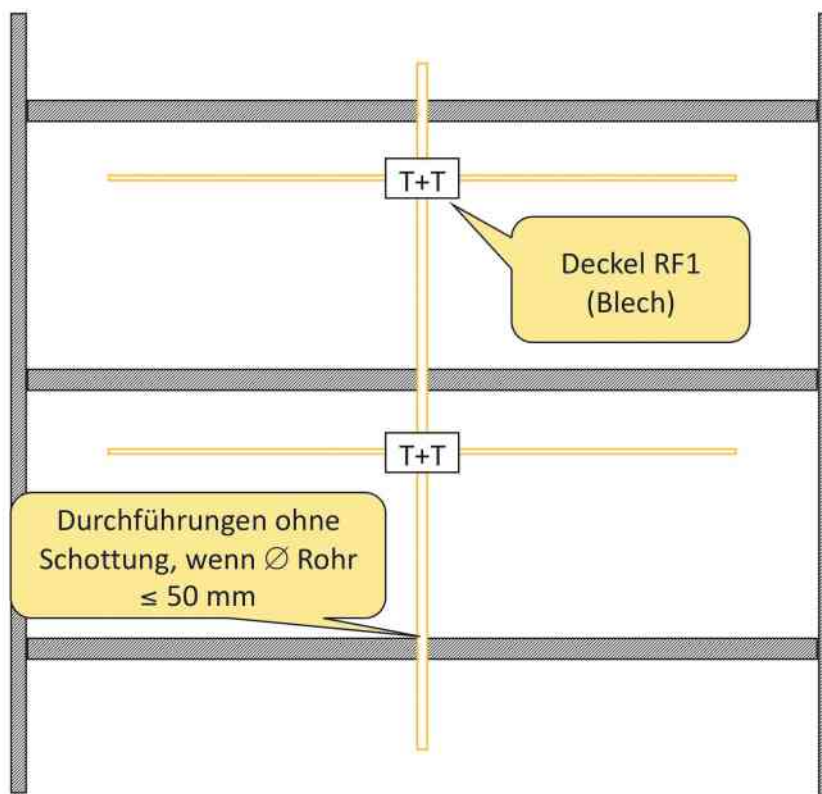 T+T
Deckel RF1
(Blech)
T+T
Durchführungen ohne
Schottung, wenn ∅ Rohr
≤ 50 mm